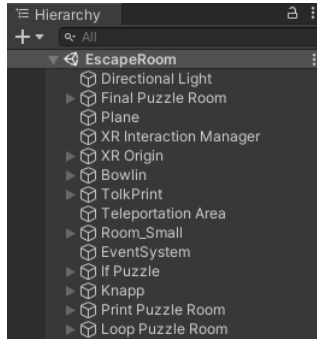 Hierarchy
All
EscapeRoom
Directional Light
Final Puzzle Room
Plane
XR Interaction Manager
XR Origin
Bowlin
TolkPrint
Teleportation Area
Room_Small
EventSystem
If Puzzle
Knapp
Print Puzzle Room
Loop Puzzle Room